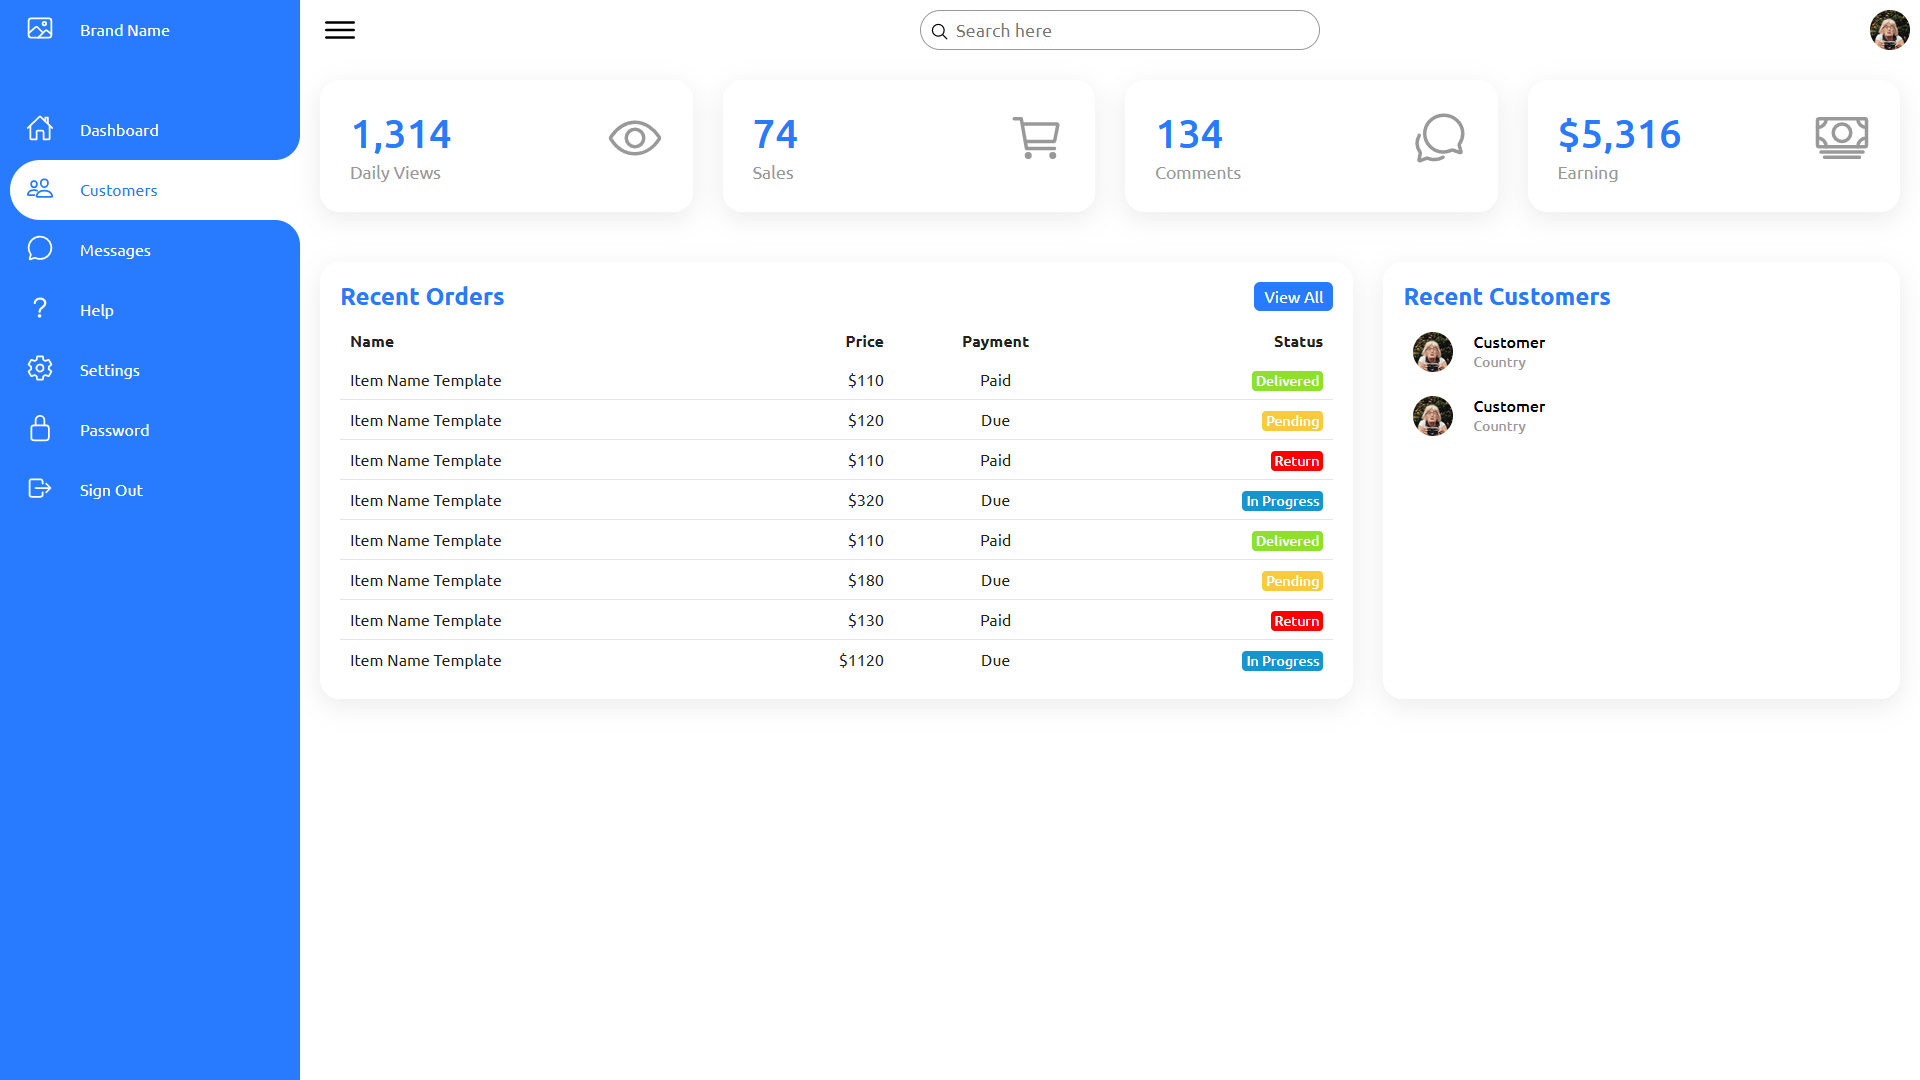 Brand Name
Search here
Dashboard
Customers
Messages
Help
Settings
Password
Sign Out
1,314
Daily Views
74
Sales
134
Comments
$5,316
Earning
Recent Orders
View All
Name Price Payment Status
Item Name Template $110 Paid Delivered
Item Name Template $120 Due Pending
Item Name Template $110 Paid Return
Item Name Template $320 Due In Progress
Item Name Template $110 Paid Delivered
Item Name Template $180 Due Pending
Item Name Template $130 Paid Return
Item Name Template $1120 Due In Progress
Recent Customers
Customer
Country
Customer
Country